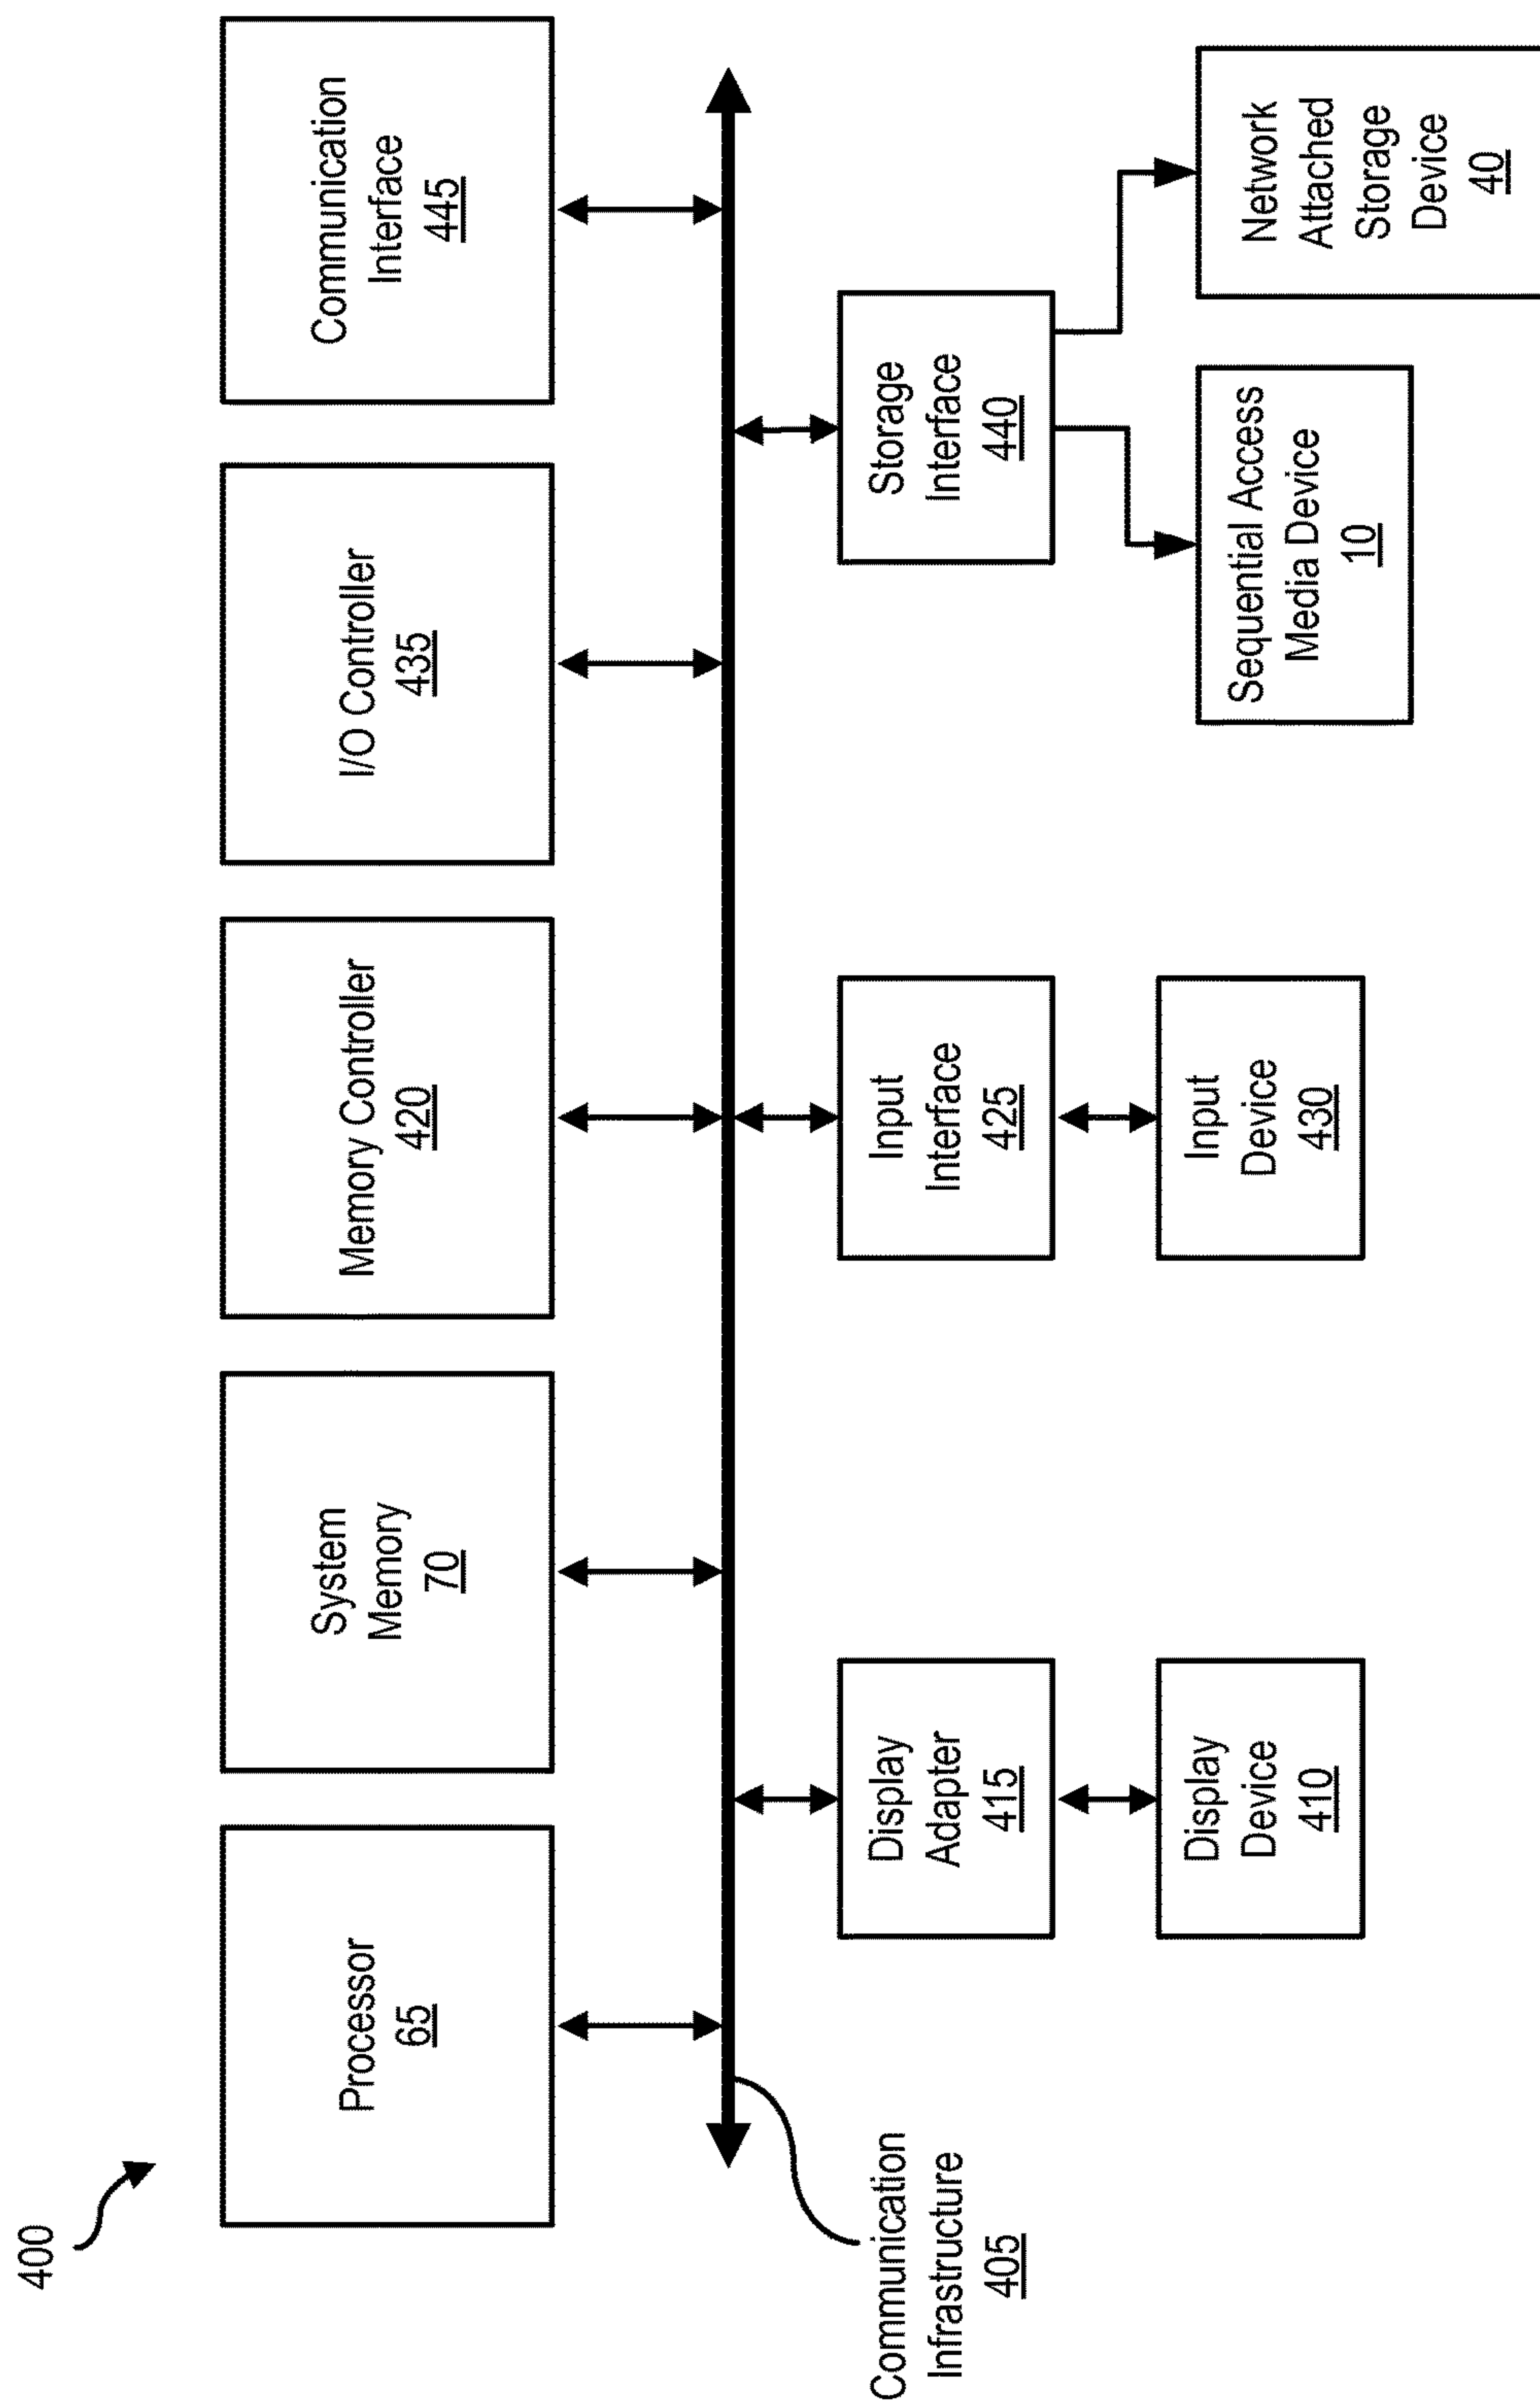 400
Processor
65
System
Memory
70
Memory Controller
420
I/O Controller
435
Communication
Interface
445
Communication
Infrastructure
405
Display
Adapter
415
Input
Interface
425
Storage
Interface
440
Display
Device
410
Input
Device
430
Sequential Access
Media Device
10
Network
Attached
Storage
Device
40